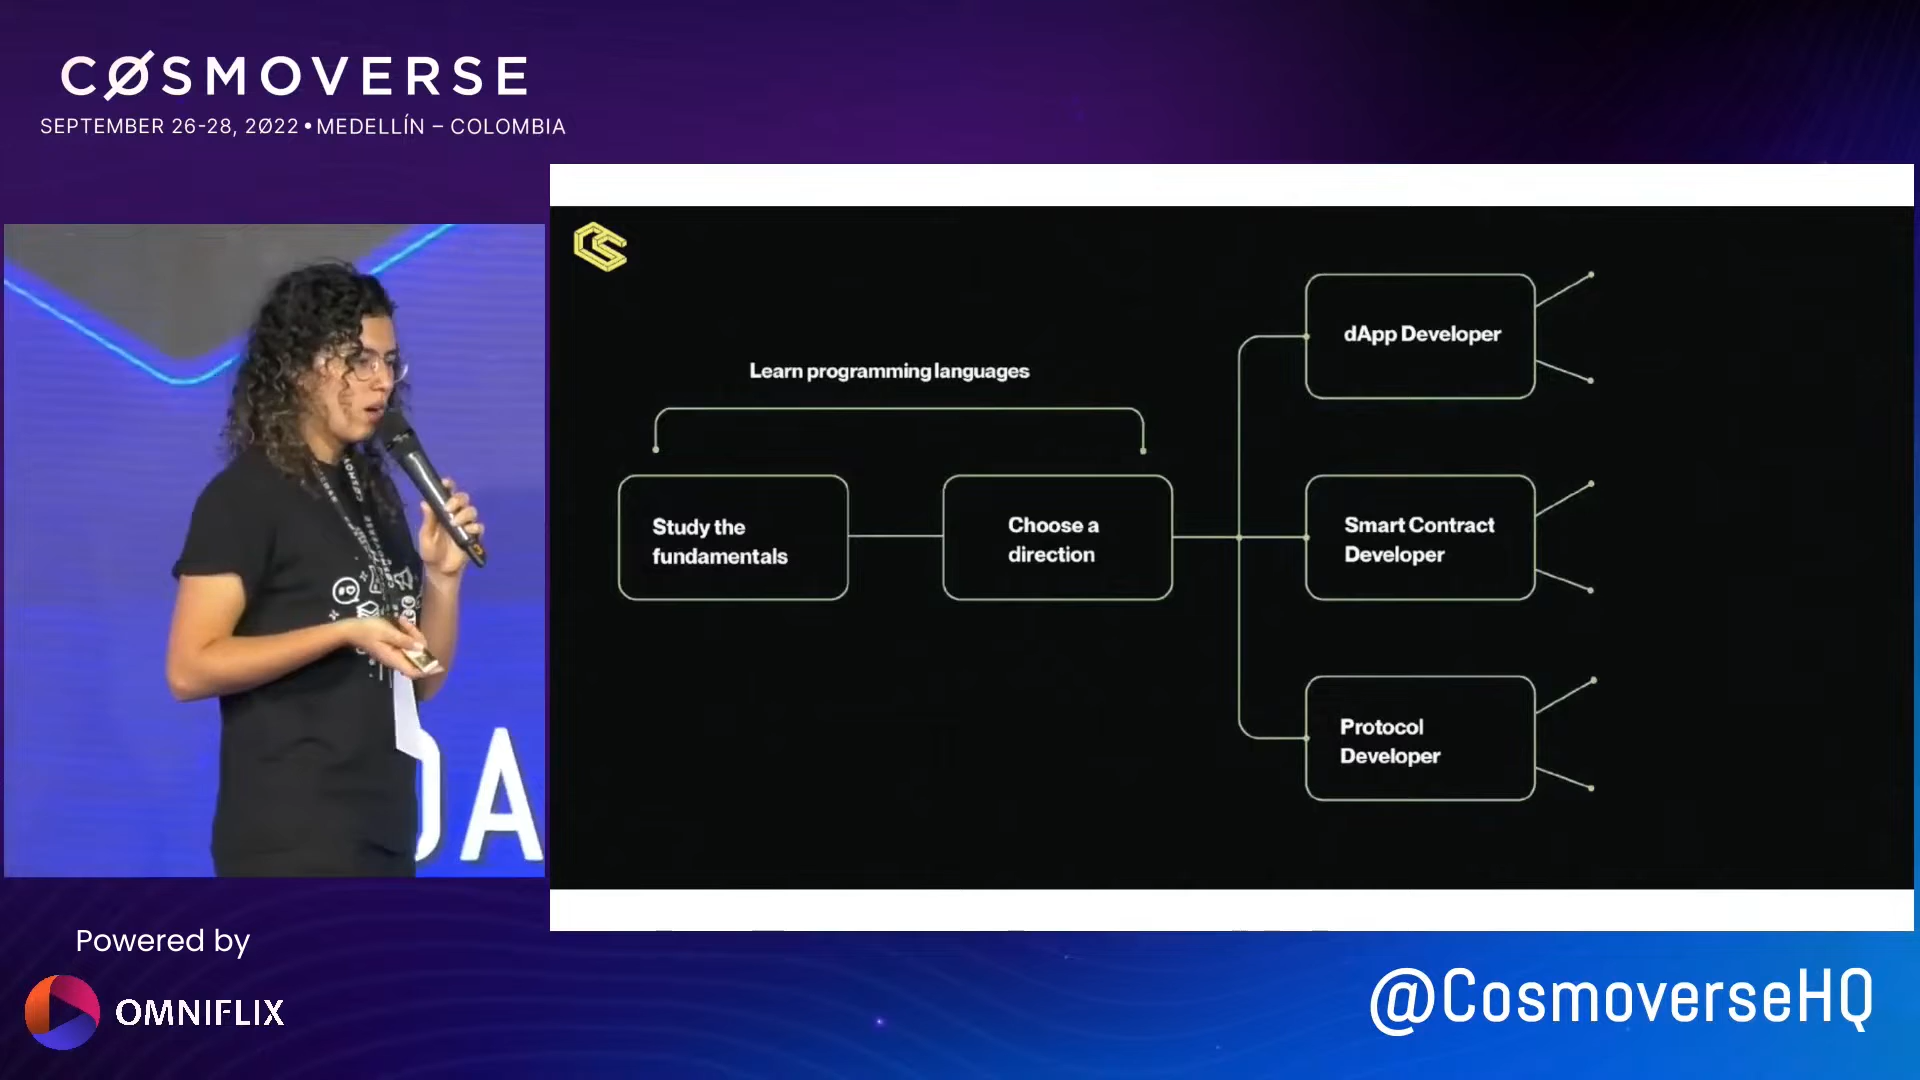 CØSMOVERSE
SEPTEMBER 26-28, 2Ø22 • MEDELLÍN – COLOMBIA
Learn programming languages
Study the
fundamentals
Choose a
direction
dApp Developer
Smart Contract
Developer
Protocol
Developer
DA
Powered by
OMNIFLIX
@CosmoverseHQ